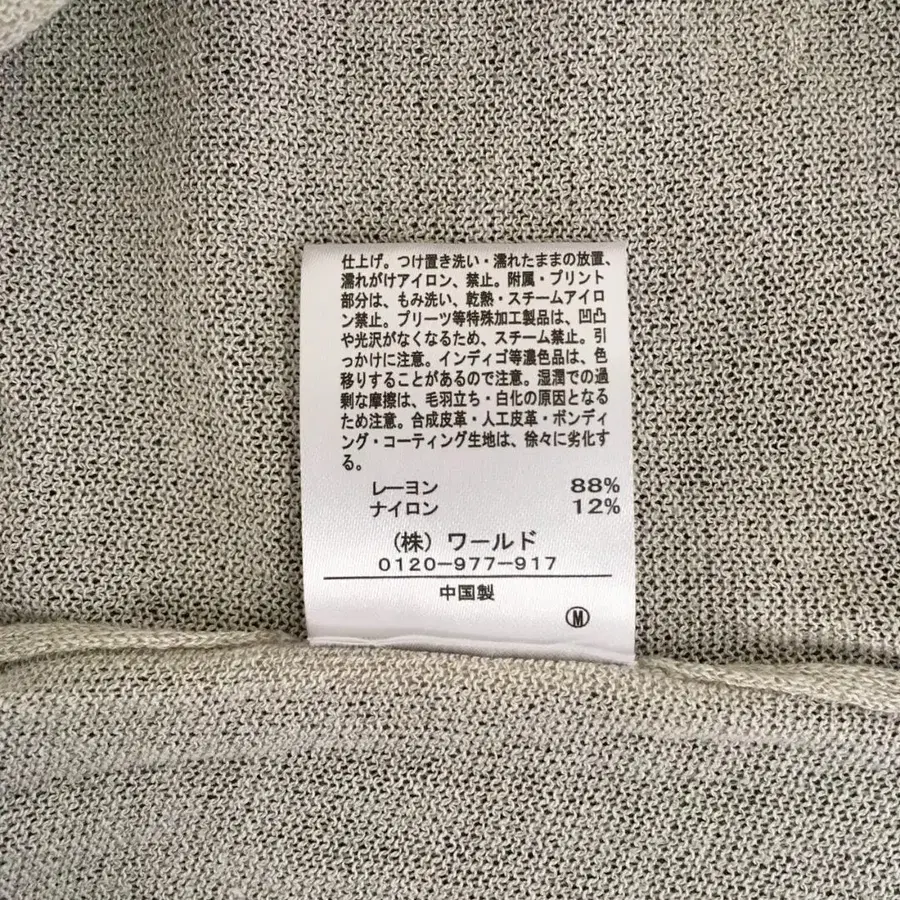 仕上げ。つけ置き洗い・濡れたままの放置、
濡れがけアイロン、禁止。附属・プリント
部分は、もみ洗い、乾熱・スチームアイロ
ン禁止。プリーツ等特殊加工製品は、凹凸
や光沢がなくなるため、スチーム禁止。引
っかけに注意。インディゴ等濃色品は、色
移りすることがあるので注意。湿潤での過
剰な摩擦は、毛羽立ち・白化の原因となる
ため注意。合成皮革・人工皮革・ボンディ
ング・コーティング生地は、徐々に劣化す
る。
レーヨン 88%
ナイロン 12%
(株) ワールド
0120-977-917
中国製
Ⓜ